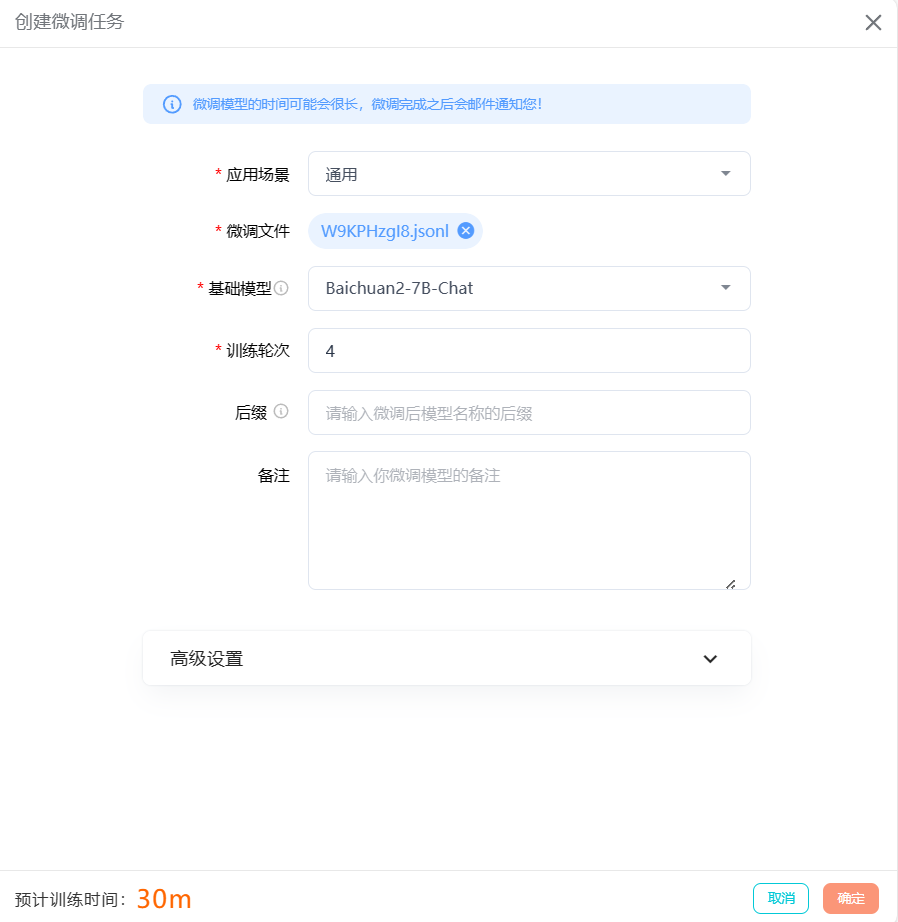 创建微调任务
微调模型的时间可能会很长，微调完成之后会邮件通知您！
* 应用场景 通用
* 微调文件 W9KPHzgI8.jsonl
* 基础模型 Baichuan2-7B-Chat
* 训练轮次 4
后缀 请输入微调后模型名称的后缀
备注 请输入你微调模型的备注
高级设置
预计训练时间：30m 取消 确定